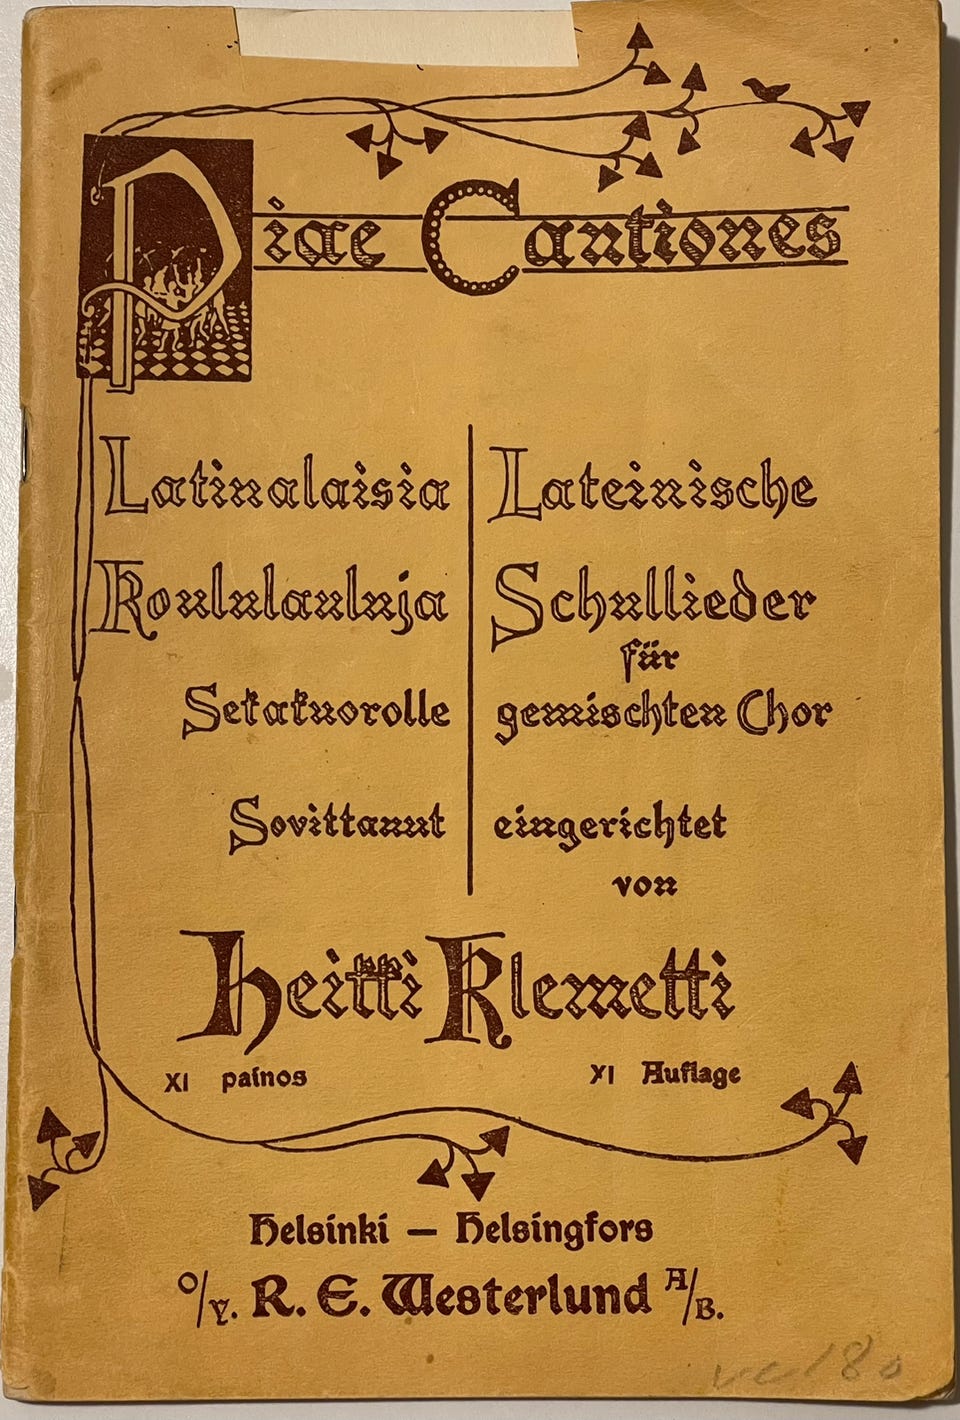 Piae Cantiones
Latinalaisia
Koululauluja
Sekakuorolle
Sovittanut
Lateinische
Schullieder
für
gemischten Chor
eingerichtet
von
Heikki Klemetti
XI painos
XI Auflage
Helsinki — Helsingfors
O/Y. R. E. Westerlund A/B.